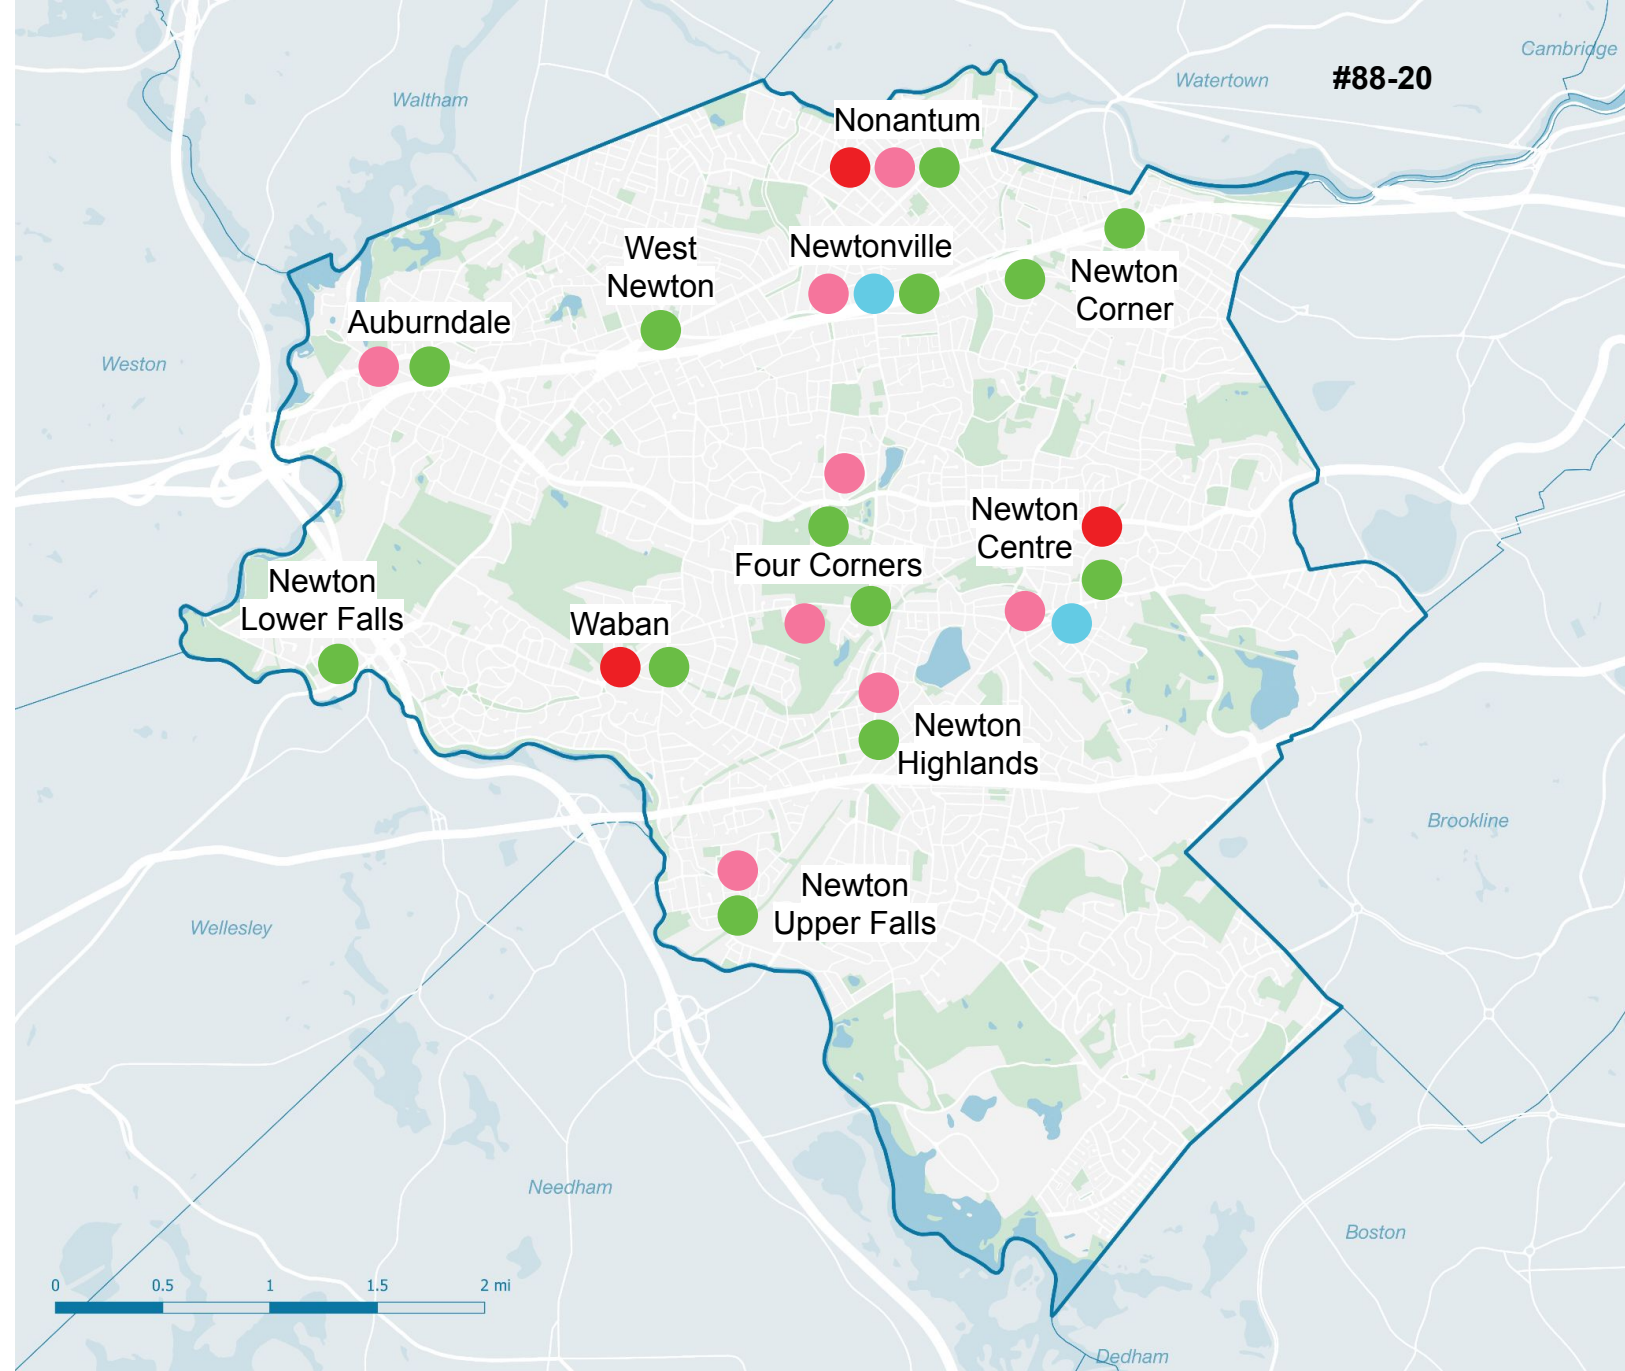 Cambridge
#88-20
Watertown
Waltham
Nonantum
West
Newton
Newtonville
Newton
Corner
Auburndale
Weston
Newton
Centre
Four Corners
Newton
Lower Falls
Waban
Newton
Highlands
Brookline
Newton
Upper Falls
Wellesley
Needham
Boston
0 0.5 1 1.5 2 mi
Dedham